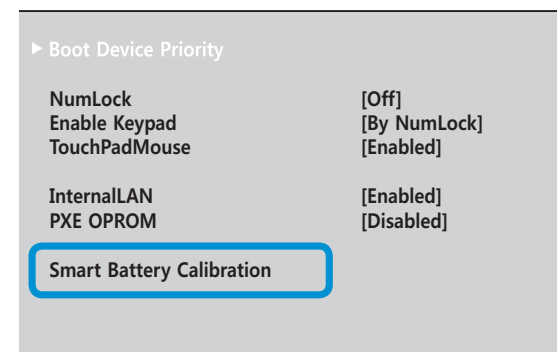 ▶ Boot Device Priority
NumLock [Off]
Enable Keypad [By NumLock]
TouchPadMouse [Enabled]
InternalLAN [Enabled]
PXE OPROM [Disabled]
Smart Battery Calibration